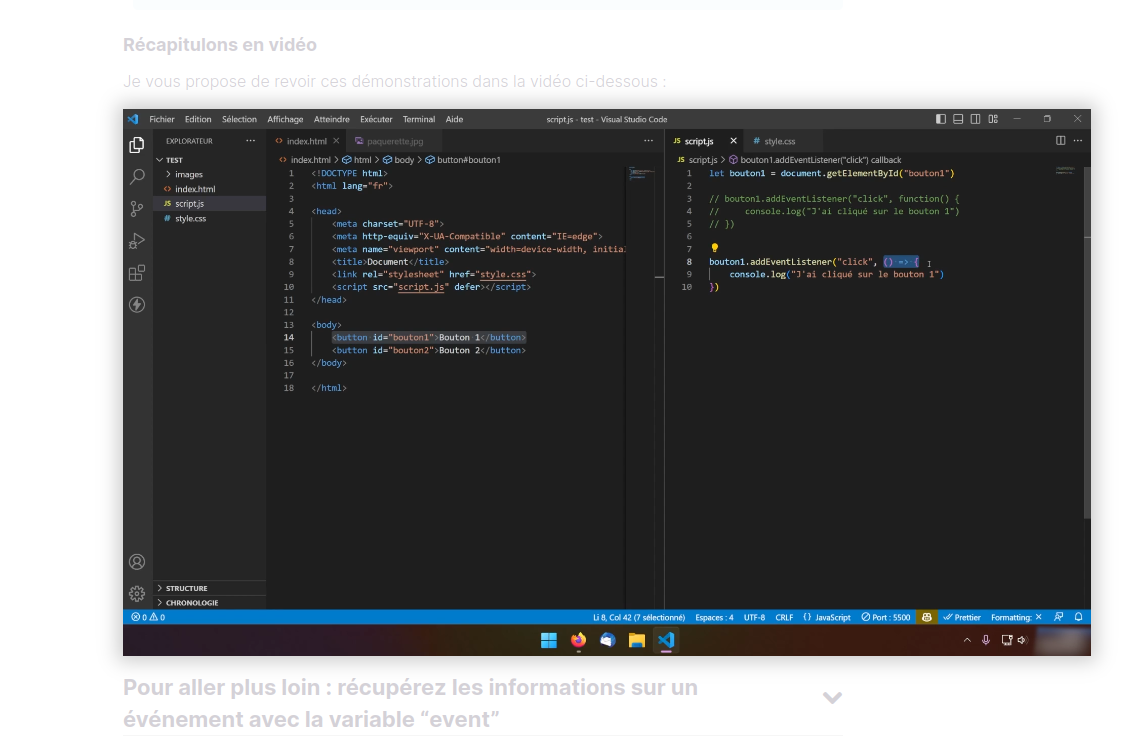 Récapitulons en vidéo
Je vous propose de revoir ces démonstrations dans la vidéo ci-dessous :
Fichier Edition Sélection Affichage Atteindre Exécuter Terminal Aide
script.js - test - Visual Studio Code
EXPLORATEUR ···
TEST
images
index.html
JS script.js
# style.css
STRUCTURE
CHRONOLOGIE
index.html
paquerette.jpg
···
index.html > html > body > button#bouton1
1 <!DOCTYPE html>
2 <html lang="fr">
3
4 <head>
5 <meta charset="UTF-8">
6 <meta http-equiv="X-UA-Compatible" content="IE=edge">
7 <meta name="viewport" content="width=device-width, initia
8 <title>Document</title>
9 <link rel="stylesheet" href="style.css">
10 <script src="script.js" defer></script>
11 </head>
12
13 <body>
14 <button id="bouton1">Bouton 1</button>
15 <button id="bouton2">Bouton 2</button>
16 </body>
17
18 </html>
JS script.js
# style.css
···
JS script.js > bouton1.addEventListener("click") callback
1 let bouton1 = document.getElementById("bouton1")
2
3 // bouton1.addEventListener("click", function() {
4 // console.log("J'ai cliqué sur le bouton 1")
5 // })
6
7
8 bouton1.addEventListener("click", () => {
9 console.log("J'ai cliqué sur le bouton 1")
10 })
0 0
Li 8, Col 42 (7 sélectionné) Espaces : 4 UTF-8 CRLF {} JavaScript Port : 5500 Prettier Formatting: ×
Pour aller plus loin : récupérez les informations sur un
événement avec la variable “event”